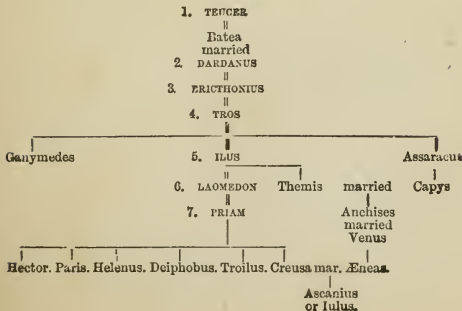 1. TEUCER
Batea
married
2. DARDANUS
3. ERICTHONIUS
4. TROS
Ganymedes 5. ILUS Assaracus
6. LAOMEDON Themis married Capys
7. PRIAM Anchises
married
Venus
Hector. Paris. Helenus. Deiphobus. Troilus. Creusa mar. Æneas.
Ascanius
or Iulus.